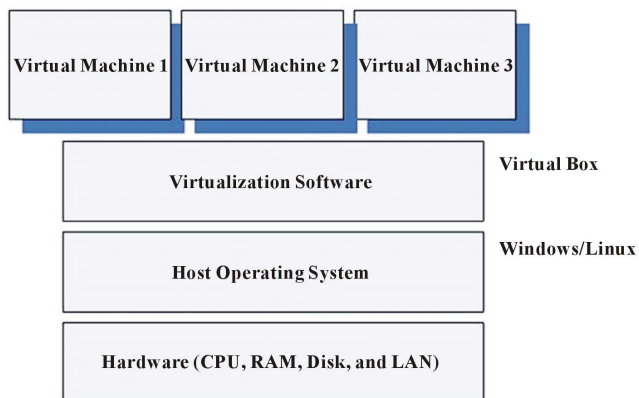 Virtual Machine 1
Virtual Machine 2
Virtual Machine 3
Virtualization Software
Virtual Box
Host Operating System
Windows/Linux
Hardware (CPU, RAM, Disk, and LAN)